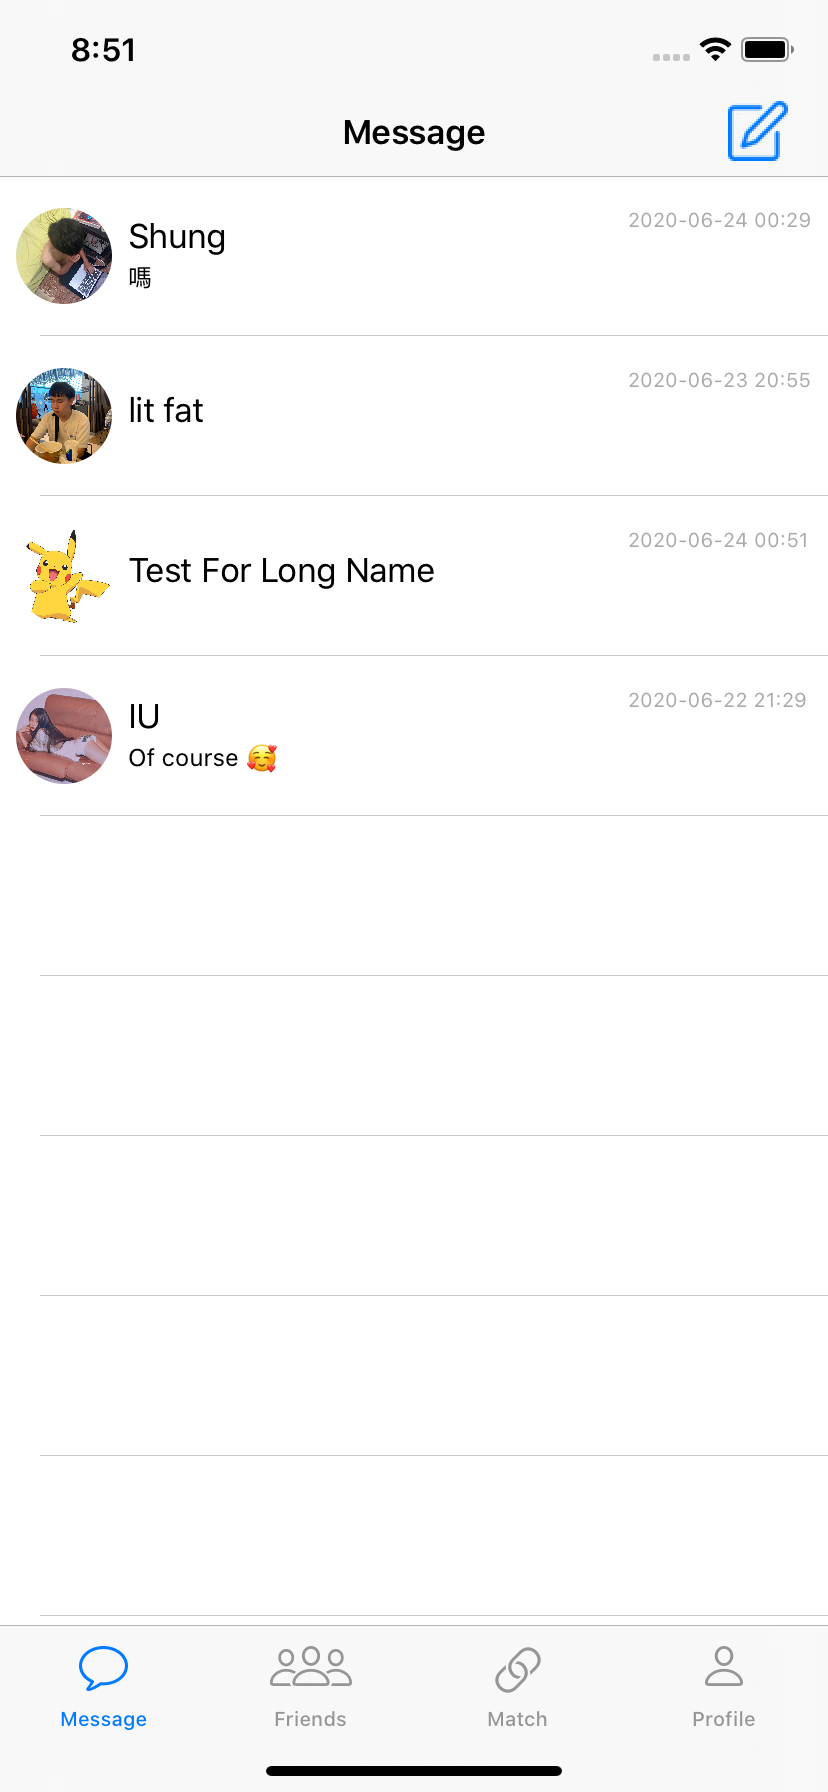 8:51
Message
Shung
2020-06-24 00:29
嗎
lit fat
2020-06-23 20:55
Test For Long Name
2020-06-24 00:51
IU
2020-06-22 21:29
Of course 🥰
Message
Friends
Match
Profile